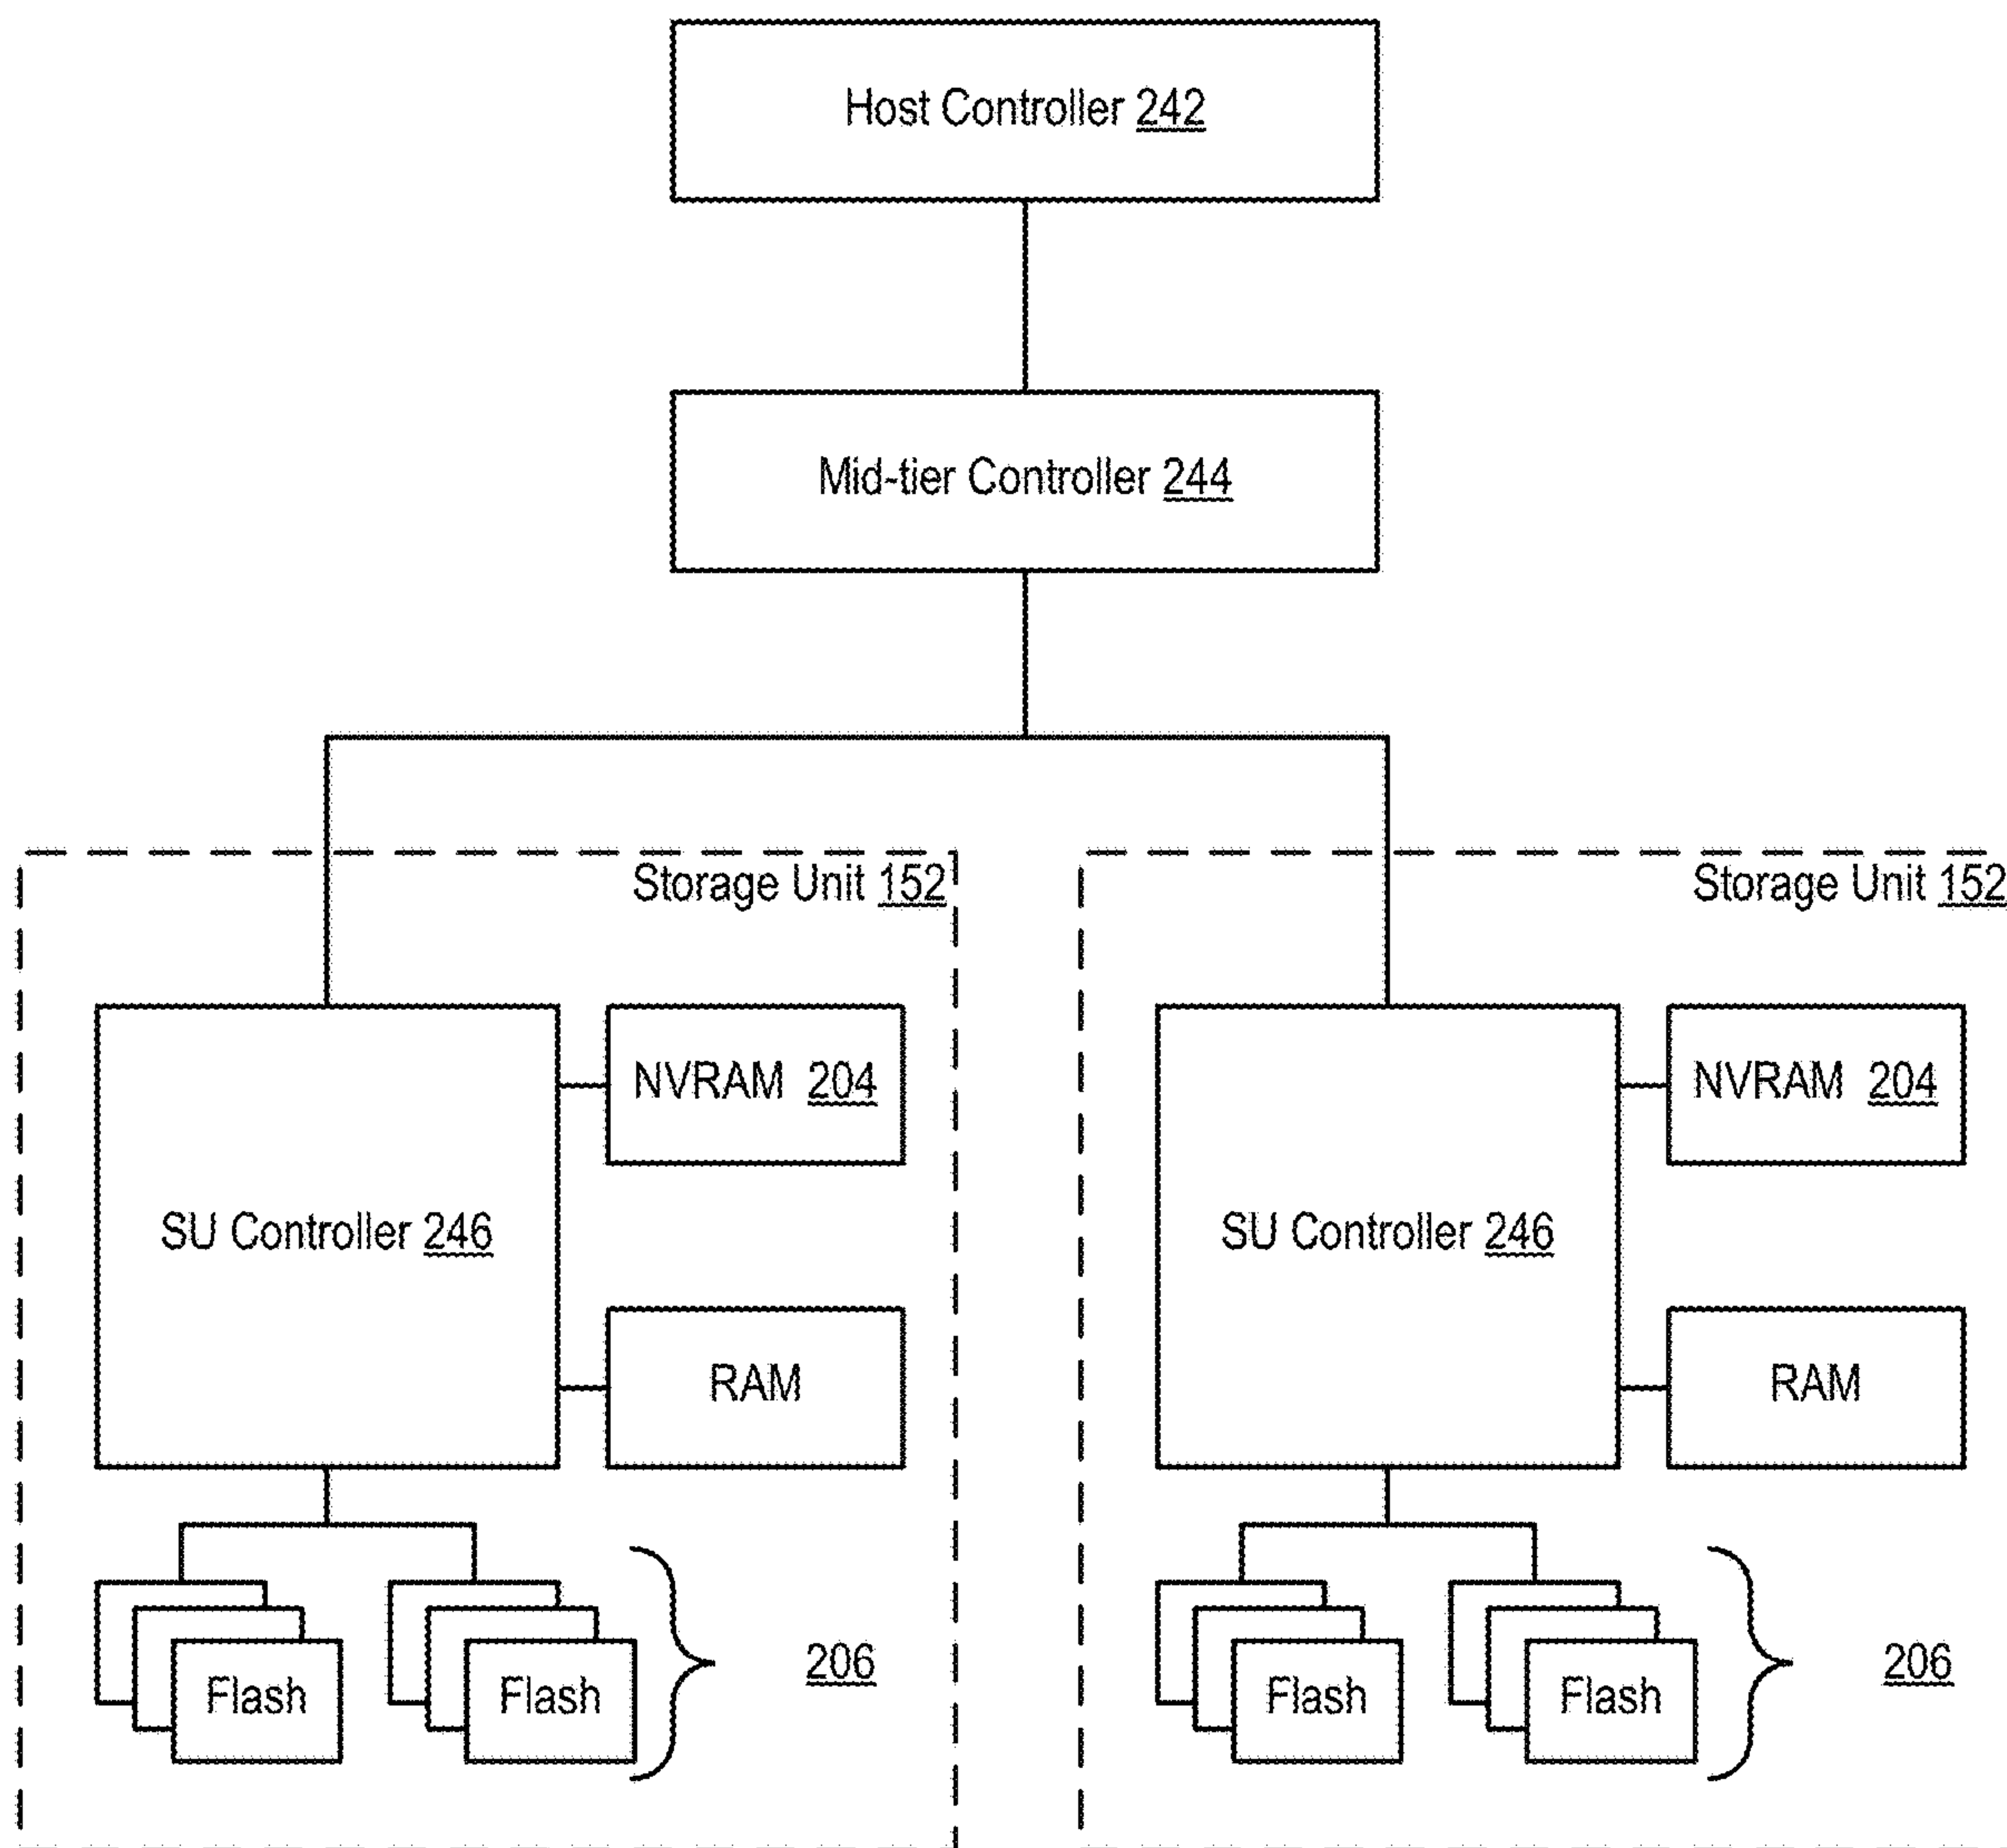 Host Controller 242
Mid-tier Controller 244
Storage Unit 152
Storage Unit 152
NVRAM 204
NVRAM 204
SU Controller 246
SU Controller 246
RAM
RAM
Flash
Flash
206
Flash
Flash
206